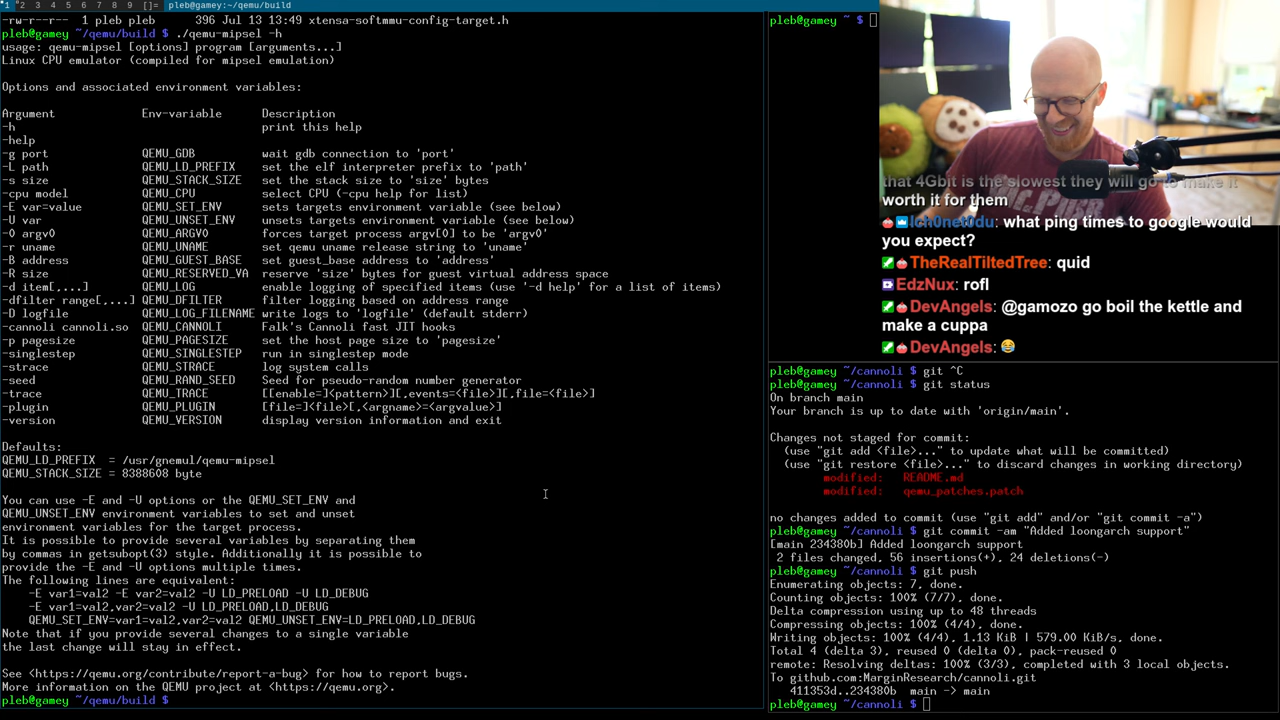 1 2 3 4 5 6 7 8 9 []= pleb@gamey:~/qemu/build
-rw-r--r-- 1 pleb pleb 396 Jul 13 13:49 xtensa-softmmu-config-target.h
pleb@gamey ~/qemu/build $ ./qemu-mipsel -h
usage: qemu-mipsel [options] program [arguments...]
Linux CPU emulator (compiled for mipsel emulation)
Options and associated environment variables:
Argument Env-variable Description
-h print this help
-help
-g port QEMU_GDB wait gdb connection to 'port'
-L path QEMU_LD_PREFIX set the elf interpreter prefix to 'path'
-s size QEMU_STACK_SIZE set the stack size to 'size' bytes
-cpu model QEMU_CPU select CPU (-cpu help for list)
-E var=value QEMU_SET_ENV sets targets environment variable (see below)
-U var QEMU_UNSET_ENV unsets targets environment variable (see below)
-0 argv0 QEMU_ARGV0 forces target process argv[0] to be 'argv0'
-r uname QEMU_UNAME set qemu uname release string to 'uname'
-B address QEMU_GUEST_BASE set guest_base address to 'address'
-R size QEMU_RESERVED_VA reserve 'size' bytes for guest virtual address space
-d item[,...] QEMU_LOG enable logging of specified items (use '-d help' for a list of items)
-dfilter range[,...] QEMU_DFILTER filter logging based on address range
-D logfile QEMU_LOG_FILENAME write logs to 'logfile' (default stderr)
-cannoli cannoli.so QEMU_CANNOLI Falk's Cannoli fast JIT hooks
-p pagesize QEMU_PAGESIZE set the host page size to 'pagesize'
-singlestep QEMU_SINGLESTEP run in singlestep mode
-strace QEMU_STRACE log system calls
-seed QEMU_RAND_SEED Seed for pseudo-random number generator
-trace QEMU_TRACE [[enable=]<pattern>][,events=<file>][,file=<file>]
-plugin QEMU_PLUGIN [file=]<file>[,<argname>=<argvalue>]
-version QEMU_VERSION display version information and exit
Defaults:
QEMU_LD_PREFIX = /usr/gnemul/qemu-mipsel
QEMU_STACK_SIZE = 8388608 byte
You can use -E and -U options or the QEMU_SET_ENV and
QEMU_UNSET_ENV environment variables to set and unset
environment variables for the target process.
It is possible to provide several variables by separating them
by commas in getsubopt(3) style. Additionally it is possible to
provide the -E and -U options multiple times.
The following lines are equivalent:
-E var1=val2 -E var2=val2 -U LD_PRELOAD -U LD_DEBUG
-E var1=val2,var2=val2 -U LD_PRELOAD,LD_DEBUG
QEMU_SET_ENV=var1=val2,var2=val2 QEMU_UNSET_ENV=LD_PRELOAD,LD_DEBUG
Note that if you provide several changes to a single variable
the last change will stay in effect.
See <https://qemu.org/contribute/report-a-bug> for how to report bugs.
More information on the QEMU project at <https://qemu.org>.
pleb@gamey ~/qemu/build $
pleb@gamey ~ $
that 4Gbit is the slowest they will go to make it
worth it for them
Ich0net0du: what ping times to google would
you expect?
TheRealTiltedTree: quid
EdzNux: rofl
DevAngels: @gamozo go boil the kettle and
make a cuppa
DevAngels: 😂
pleb@gamey ~/cannoli $ git ^C
pleb@gamey ~/cannoli $ git status
On branch main
Your branch is up to date with 'origin/main'.
Changes not staged for commit:
(use "git add <file>..." to update what will be committed)
(use "git restore <file>..." to discard changes in working directory)
modified: README.md
modified: qemu_patches.patch
no changes added to commit (use "git add" and/or "git commit -a")
pleb@gamey ~/cannoli $ git commit -am "Added loongarch support"
[main 234380b] Added loongarch support
2 files changed, 56 insertions(+), 24 deletions(-)
pleb@gamey ~/cannoli $ git push
Enumerating objects: 7, done.
Counting objects: 100% (7/7), done.
Delta compression using up to 48 threads
Compressing objects: 100% (4/4), done.
Writing objects: 100% (4/4), 1.13 KiB | 579.00 KiB/s, done.
Total 4 (delta 3), reused 0 (delta 0), pack-reused 0
remote: Resolving deltas: 100% (3/3), completed with 3 local objects.
To github.com:MarginResearch/cannoli.git
411353d..234380b main -> main
pleb@gamey ~/cannoli $